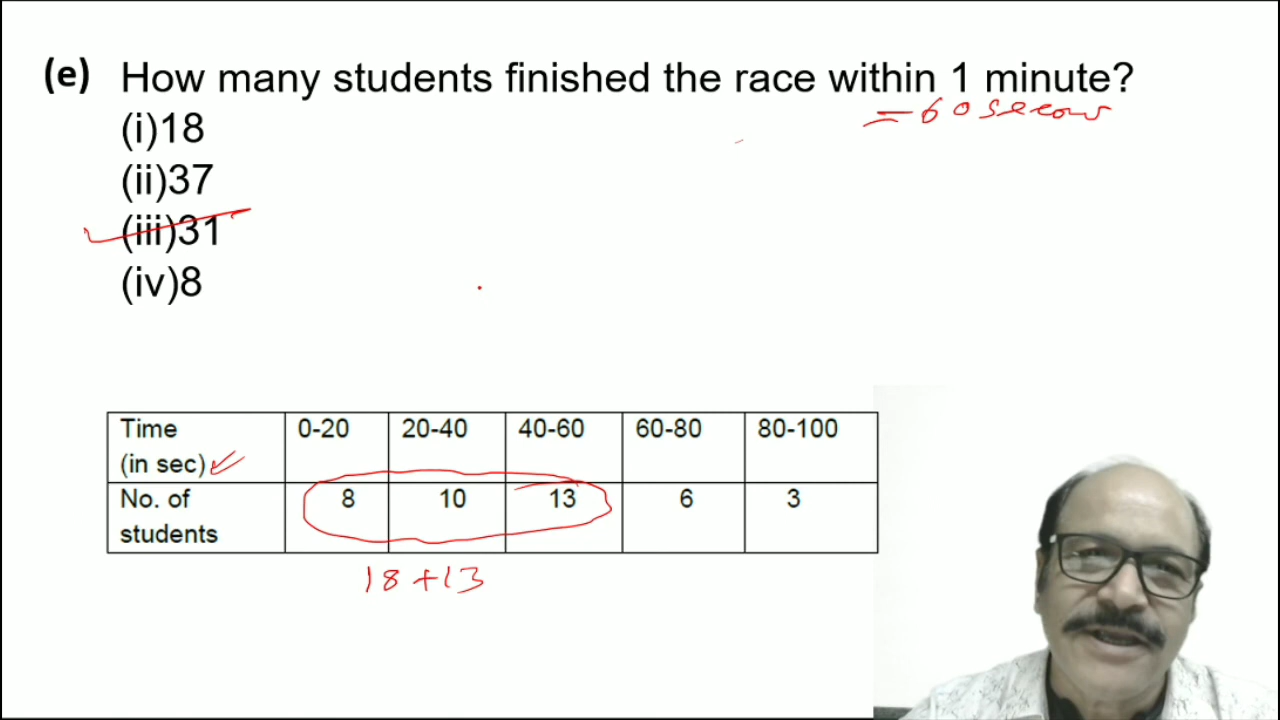 (e) How many students finished the race within 1 minute?
= 60 second
(i)18
(ii)37
(iii)31
(iv)8
Time (in sec) 0-20 20-40 40-60 60-80 80-100
No. of students 8 10 13 6 3
18+13